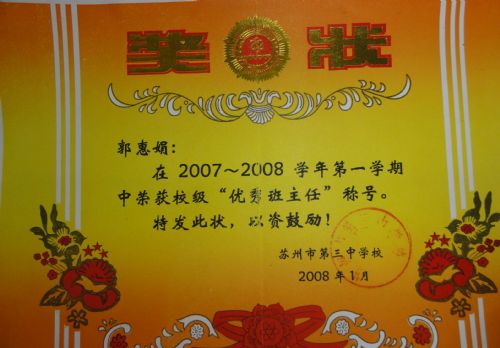 奖状
郭惠娟：
在 2007～2008 学年第一学期
中荣获校级“优秀班主任”称号。
特发此状，以资鼓励！
苏州市第三中学校
2008 年 1 月